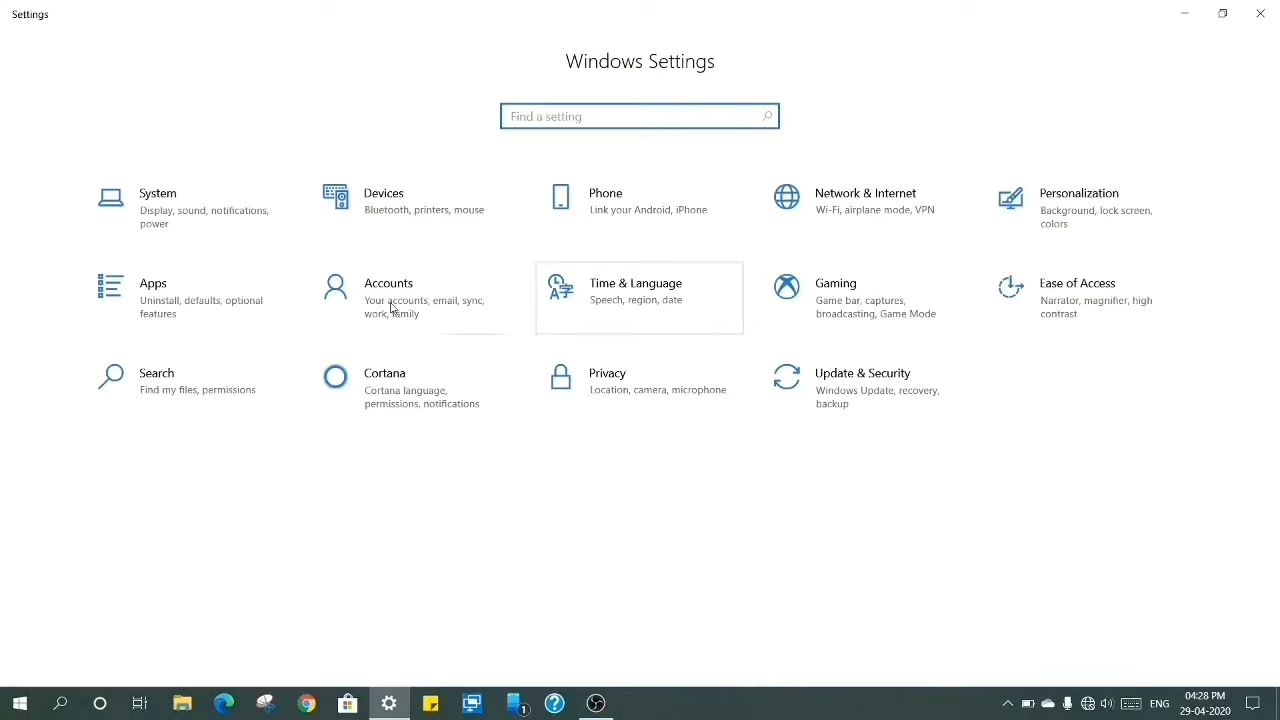 Settings
Windows Settings
Find a setting
System
Display, sound, notifications,
power
Devices
Bluetooth, printers, mouse
Phone
Link your Android, iPhone
Network & Internet
Wi-Fi, airplane mode, VPN
Personalization
Background, lock screen,
colors
Apps
Uninstall, defaults, optional
features
Accounts
Your accounts, email, sync,
work, family
Time & Language
Speech, region, date
Gaming
Game bar, captures,
broadcasting, Game Mode
Ease of Access
Narrator, magnifier, high
contrast
Search
Find my files, permissions
Cortana
Cortana language,
permissions, notifications
Privacy
Location, camera, microphone
Update & Security
Windows Update, recovery,
backup
1
ENG
04:28 PM
29-04-2020